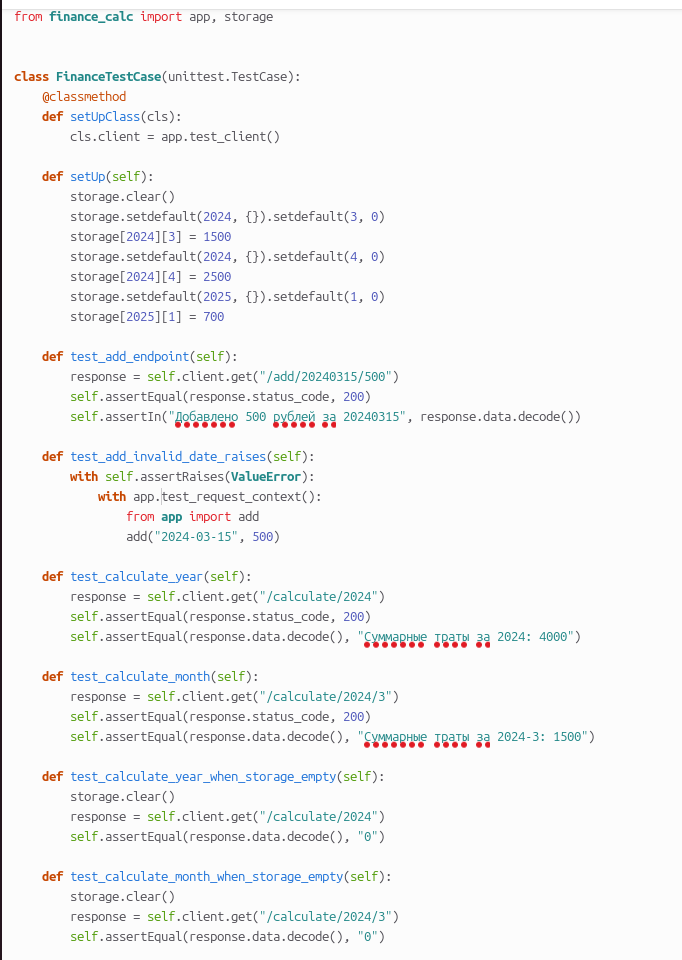 from finance_calc import app, storage
class FinanceTestCase(unittest.TestCase):
@classmethod
def setUpClass(cls):
cls.client = app.test_client()
def setUp(self):
storage.clear()
storage.setdefault(2024, {}).setdefault(3, 0)
storage[2024][3] = 1500
storage.setdefault(2024, {}).setdefault(4, 0)
storage[2024][4] = 2500
storage.setdefault(2025, {}).setdefault(1, 0)
storage[2025][1] = 700
def test_add_endpoint(self):
response = self.client.get("/add/20240315/500")
self.assertEqual(response.status_code, 200)
self.assertIn("Добавлено 500 рублей за 20240315", response.data.decode())
def test_add_invalid_date_raises(self):
with self.assertRaises(ValueError):
with app.test_request_context():
from app import add
add("2024-03-15", 500)
def test_calculate_year(self):
response = self.client.get("/calculate/2024")
self.assertEqual(response.status_code, 200)
self.assertEqual(response.data.decode(), "Суммарные траты за 2024: 4000")
def test_calculate_month(self):
response = self.client.get("/calculate/2024/3")
self.assertEqual(response.status_code, 200)
self.assertEqual(response.data.decode(), "Суммарные траты за 2024-3: 1500")
def test_calculate_year_when_storage_empty(self):
storage.clear()
response = self.client.get("/calculate/2024")
self.assertEqual(response.data.decode(), "0")
def test_calculate_month_when_storage_empty(self):
storage.clear()
response = self.client.get("/calculate/2024/3")
self.assertEqual(response.data.decode(), "0")